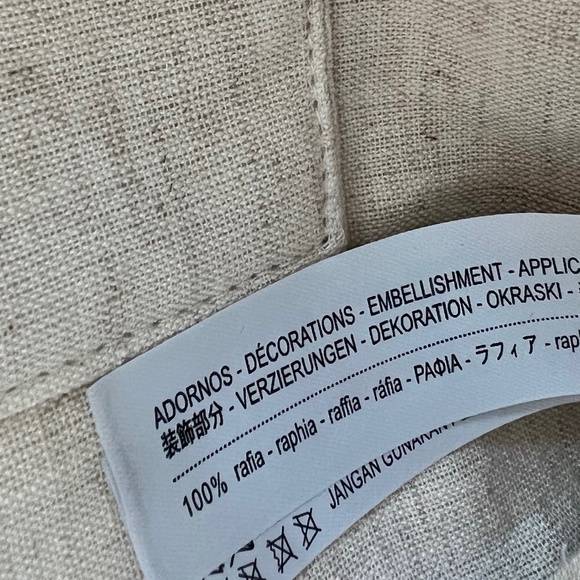 ADORNOS - DÉCORATIONS - EMBELLISHMENT - APPLIC
装飾部分 - VERZIERUNGEN - DEKORATION - OKRASKI -
100% rafia - raphia - raffia - ráfia - РАФІА - ラフィア - rap
JANGAN GUNAKAN